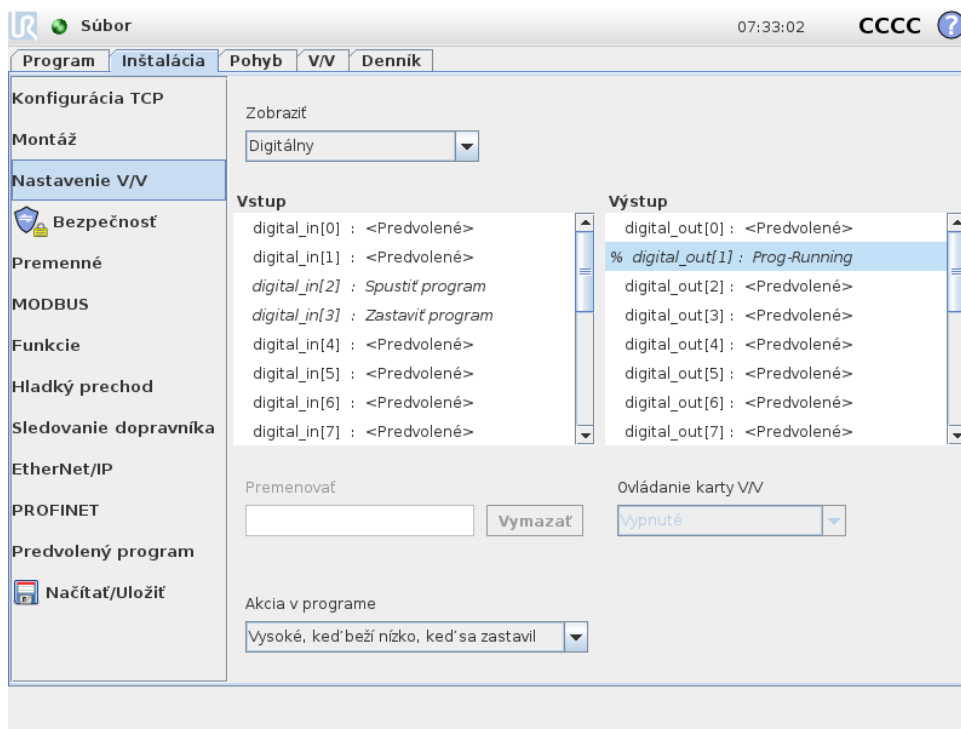 UR Súbor 07:33:02 CCCC ?
Program Inštalácia Pohyb V/V Denník
Konfigurácia TCP
Montáž
Nastavenie V/V
Bezpečnosť
Premenné
MODBUS
Funkcie
Hladký prechod
Sledovanie dopravníka
EtherNet/IP
PROFINET
Predvolený program
Načítať/Uložiť
Zobraziť
Digitálny
Vstup
digital_in[0] : <Predvolené>
digital_in[1] : <Predvolené>
digital_in[2] : Spustiť program
digital_in[3] : Zastaviť program
digital_in[4] : <Predvolené>
digital_in[5] : <Predvolené>
digital_in[6] : <Predvolené>
digital_in[7] : <Predvolené>
Výstup
digital_out[0] : <Predvolené>
% digital_out[1] : Prog-Running
digital_out[2] : <Predvolené>
digital_out[3] : <Predvolené>
digital_out[4] : <Predvolené>
digital_out[5] : <Predvolené>
digital_out[6] : <Predvolené>
digital_out[7] : <Predvolené>
Premenovať
Vymazať
Ovládanie karty V/V
Vypnuté
Akcia v programe
Vysoké, keď beží nízko, keď sa zastavil